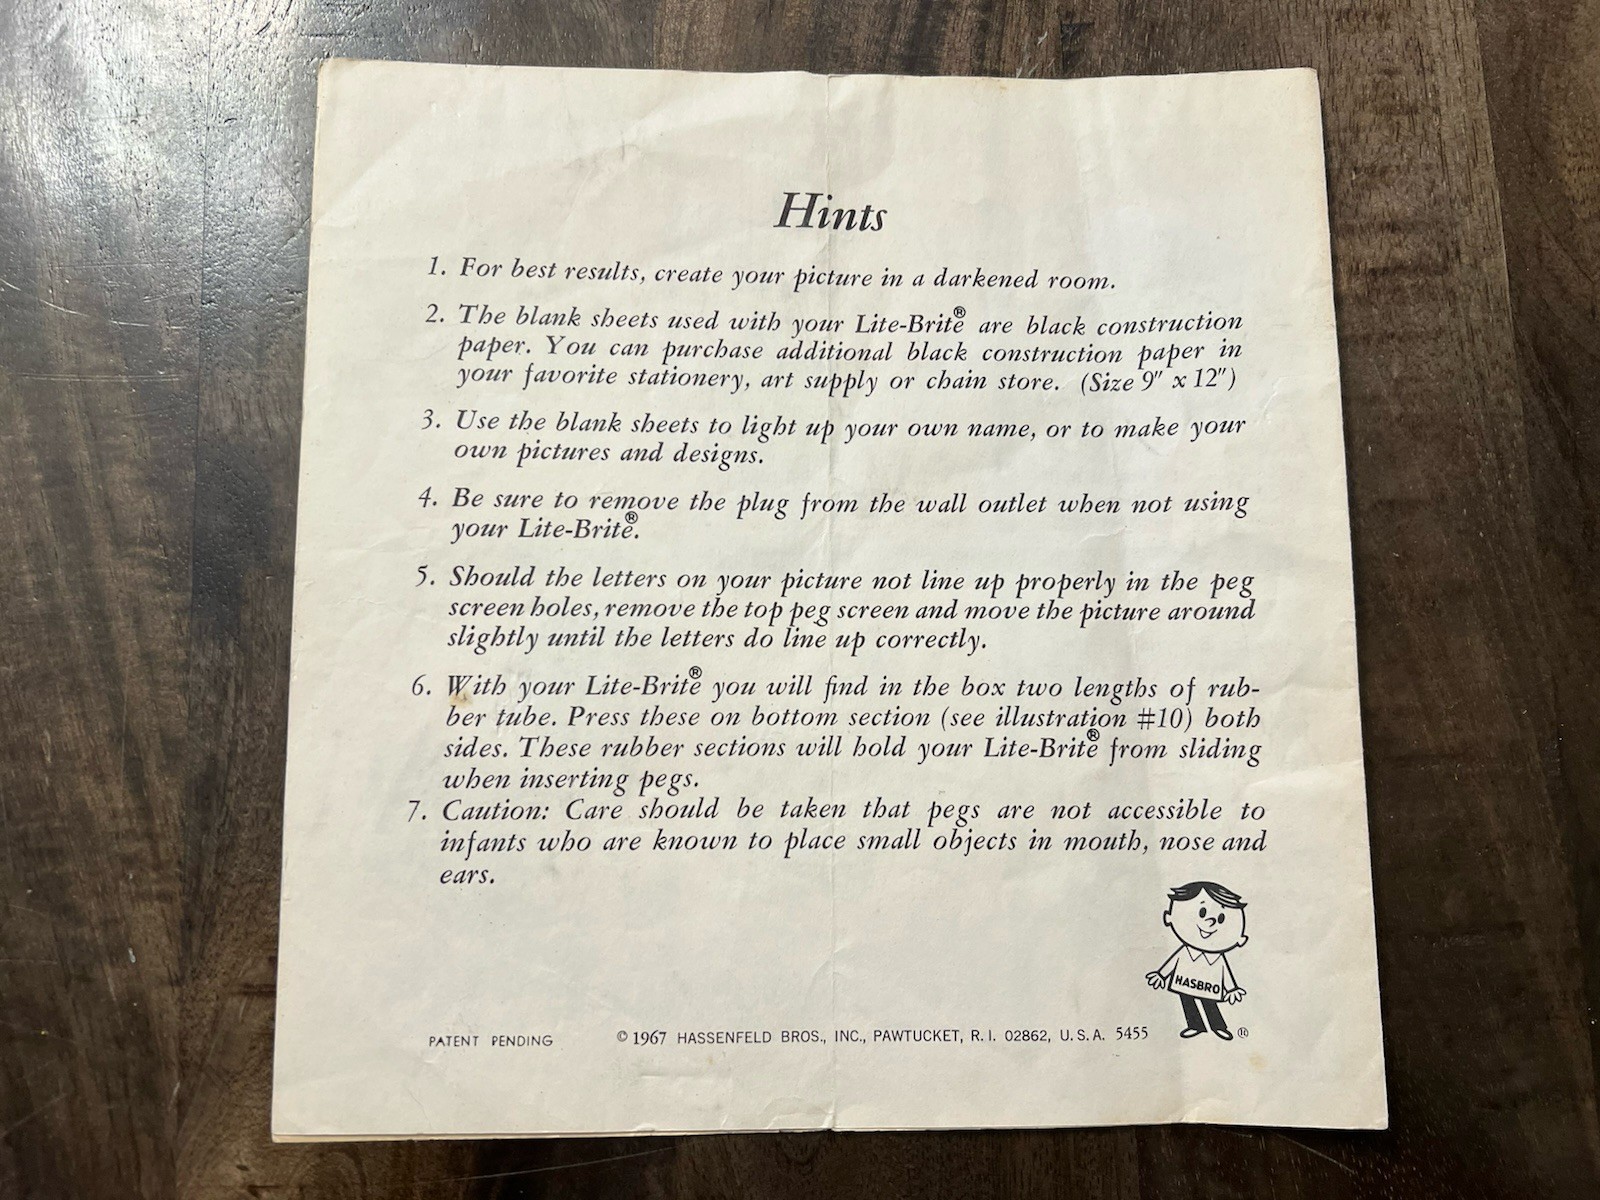 Hints
1. For best results, create your picture in a darkened room.
2. The blank sheets used with your Lite-Brite® are black construction
paper. You can purchase additional black construction paper in
your favorite stationery, art supply or chain store. (Size 9" x 12")
3. Use the blank sheets to light up your own name, or to make your
own pictures and designs.
4. Be sure to remove the plug from the wall outlet when not using
your Lite-Brite®.
5. Should the letters on your picture not line up properly in the peg
screen holes, remove the top peg screen and move the picture around
slightly until the letters do line up correctly.
6. With your Lite-Brite® you will find in the box two lengths of rub-
ber tube. Press these on bottom section (see illustration #10) both
sides. These rubber sections will hold your Lite-Brite® from sliding
when inserting pegs.
7. Caution: Care should be taken that pegs are not accessible to
infants who are known to place small objects in mouth, nose and
ears.
HASBRO
®
PATENT PENDING © 1967 HASSENFELD BROS., INC., PAWTUCKET, R. I. 02862, U. S. A. 5455